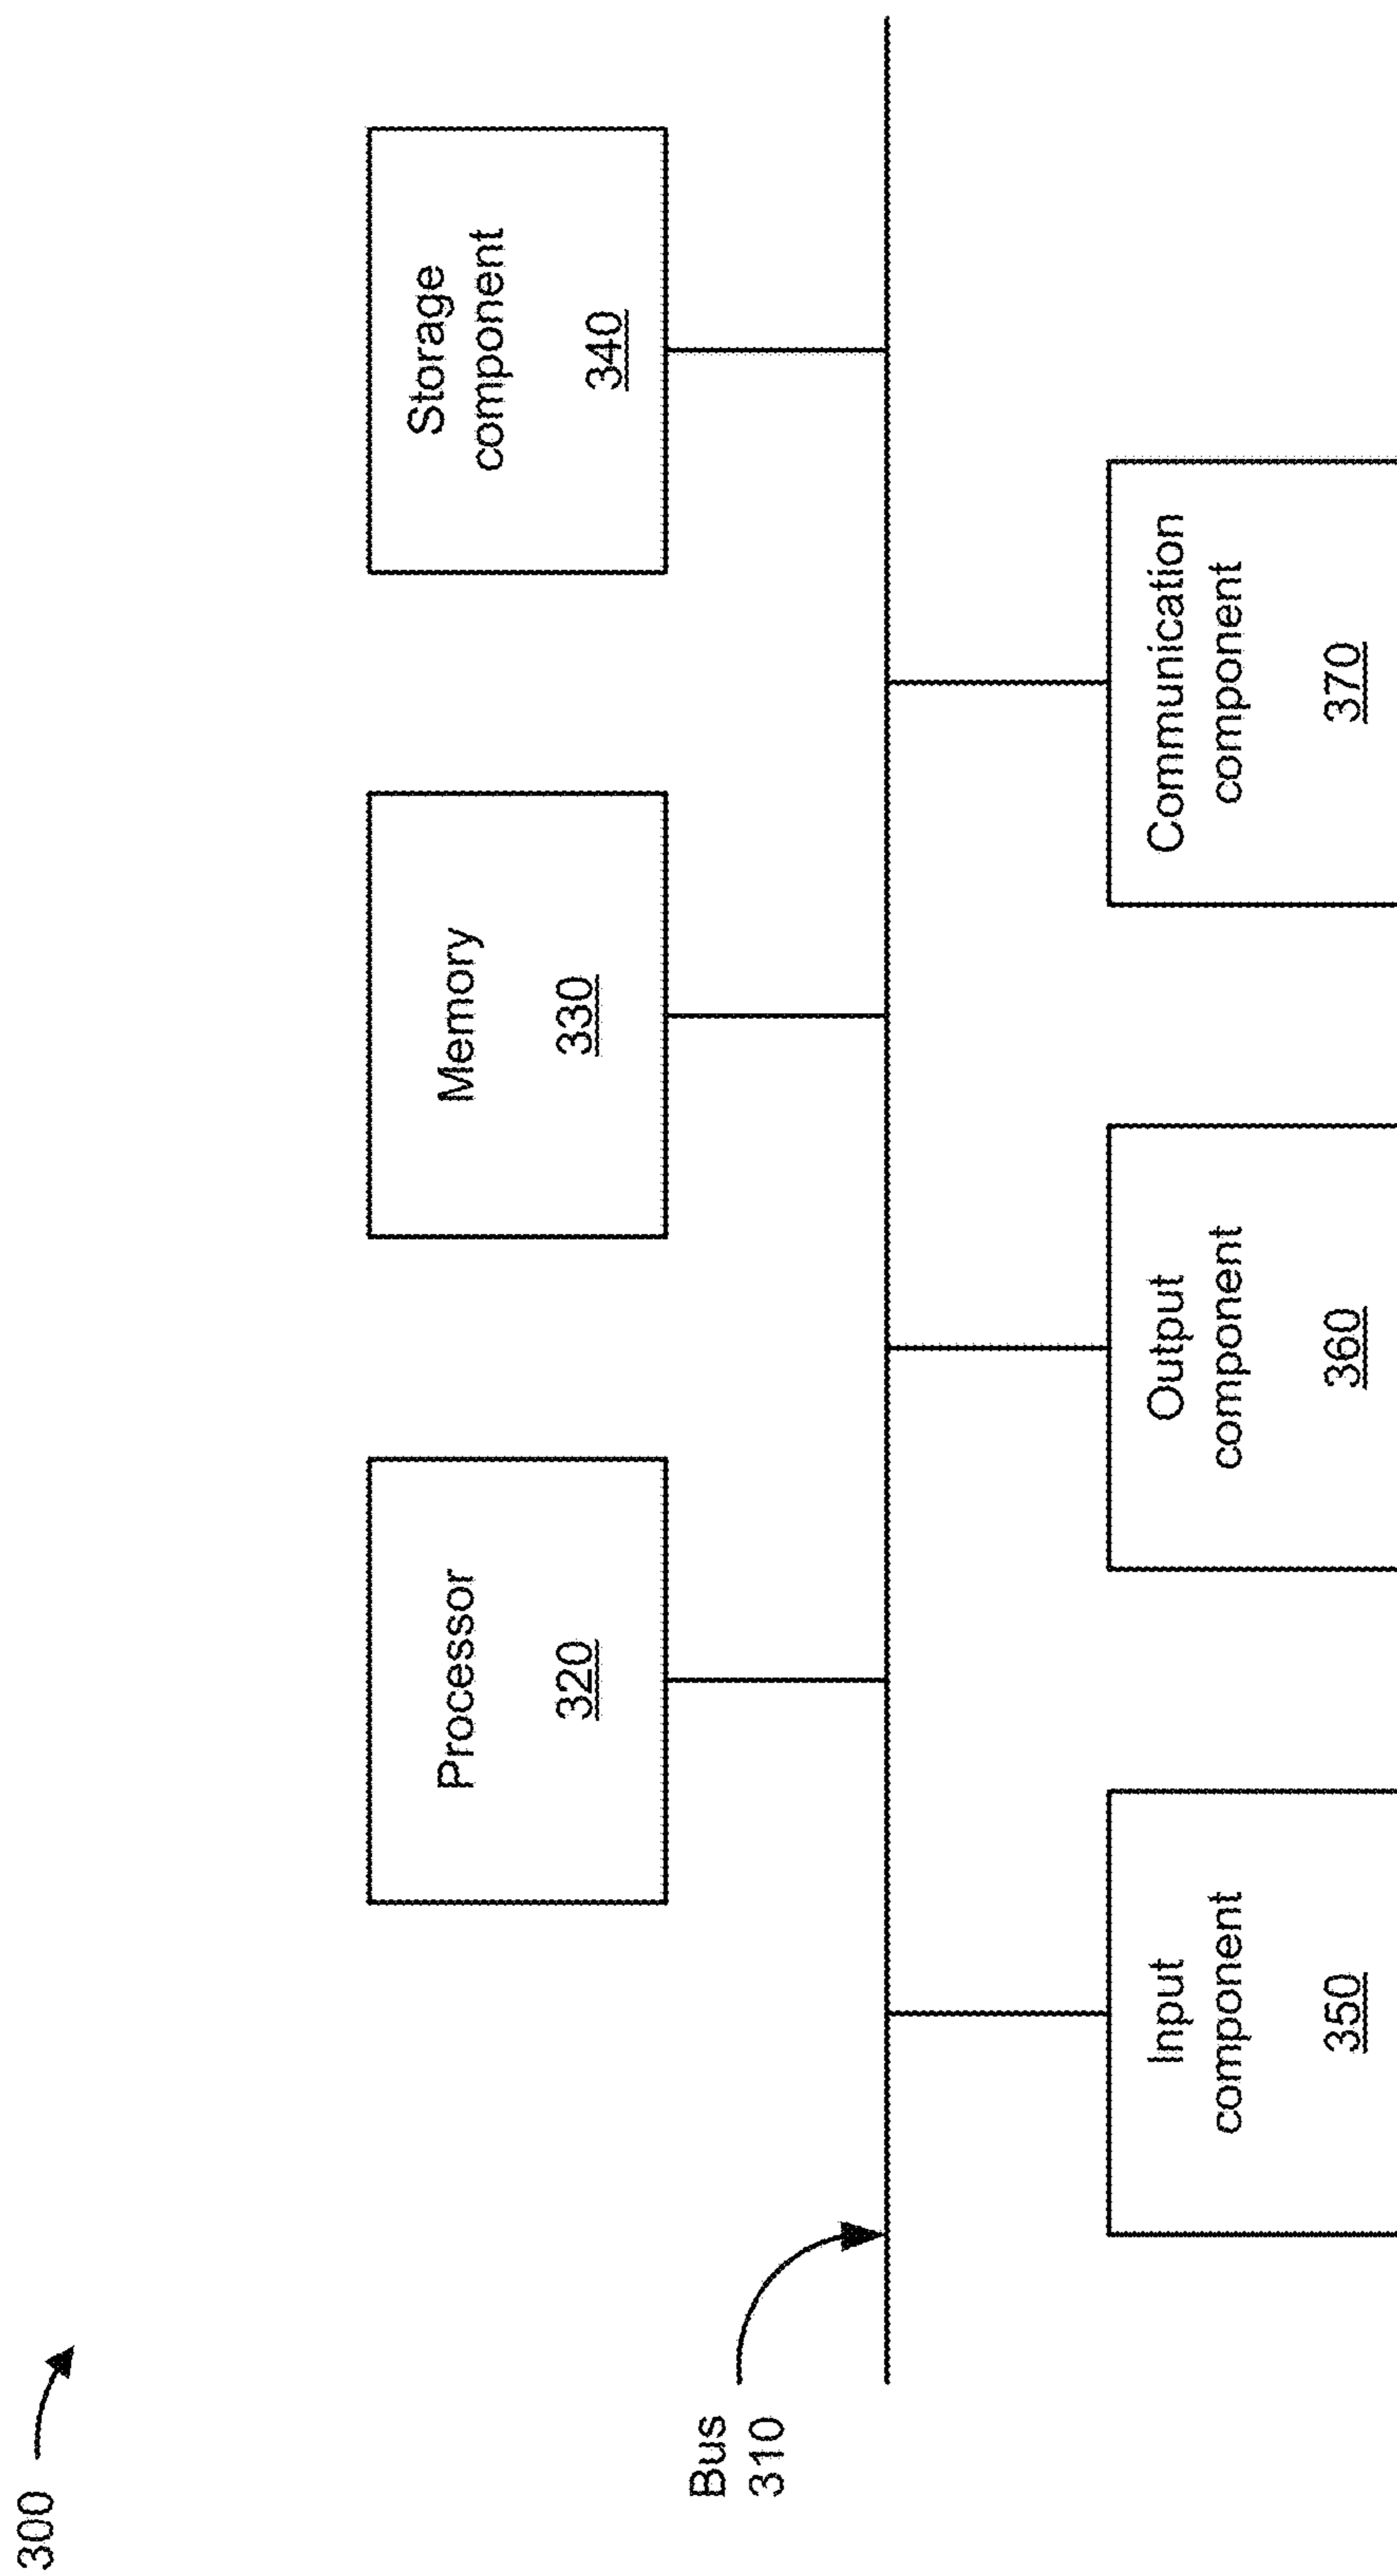 300
Bus
310
Processor
320
Memory
330
Storage
component
340
Input
component
350
Output
component
360
Communication
component
370